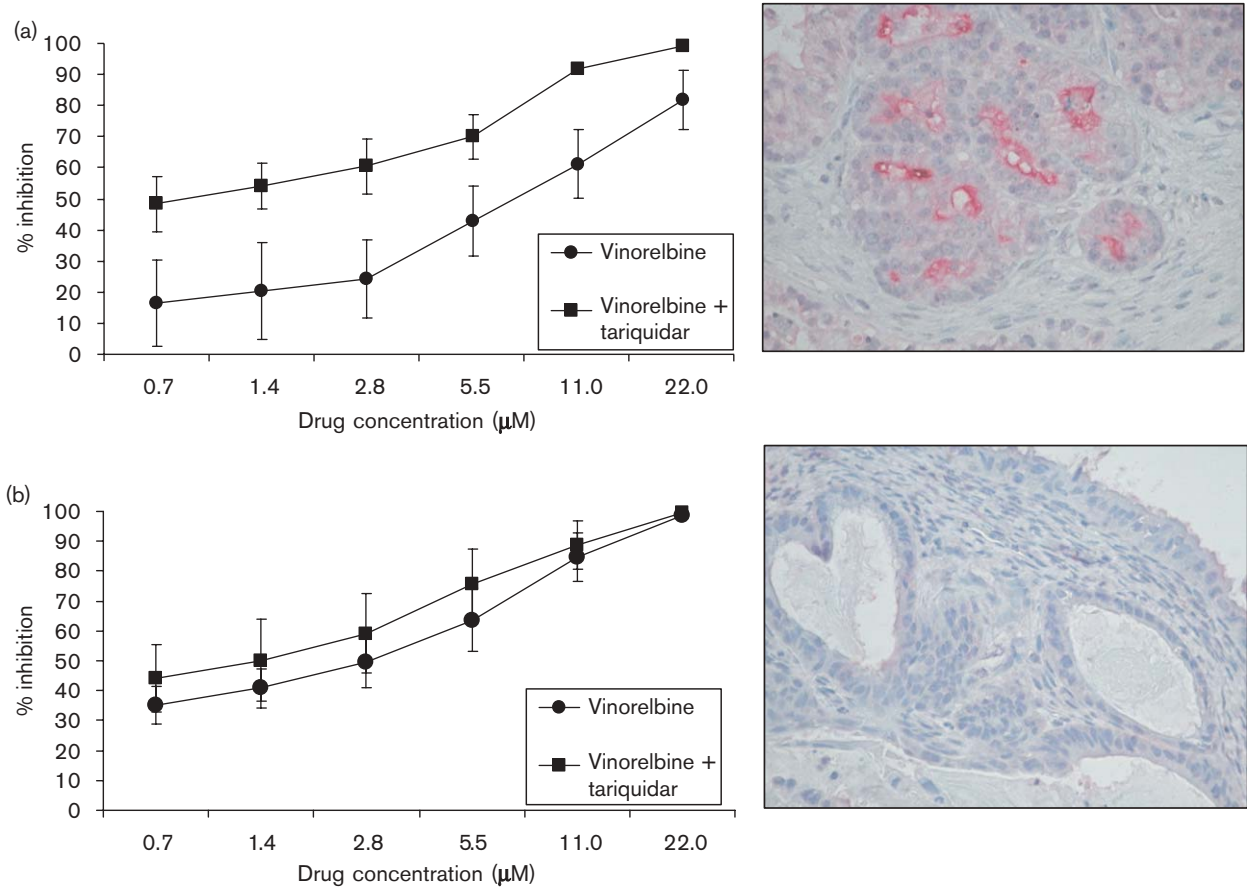 (a)
100
90
80
70
60
50
40
30
20
10
0
% inhibition
Vinorelbine
Vinorelbine +
tariquidar
0.7 1.4 2.8 5.5 11.0 22.0
Drug concentration (μM)
(b)
100
90
80
70
60
50
40
30
20
10
0
% inhibition
Vinorelbine
Vinorelbine +
tariquidar
0.7 1.4 2.8 5.5 11.0 22.0
Drug concentration (μM)